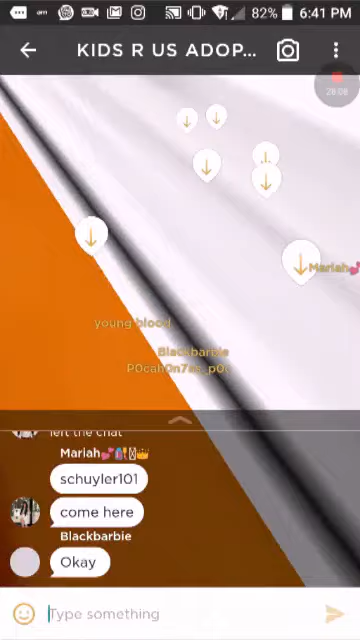 am
82%
6:41 PM
KIDS R US ADOP...
28:08
Mariah
young blood
Blackbarbie
P0cah0n7as_p0c
left the chat
Mariah
schuyler101
come here
Blackbarbie
Okay
Type something